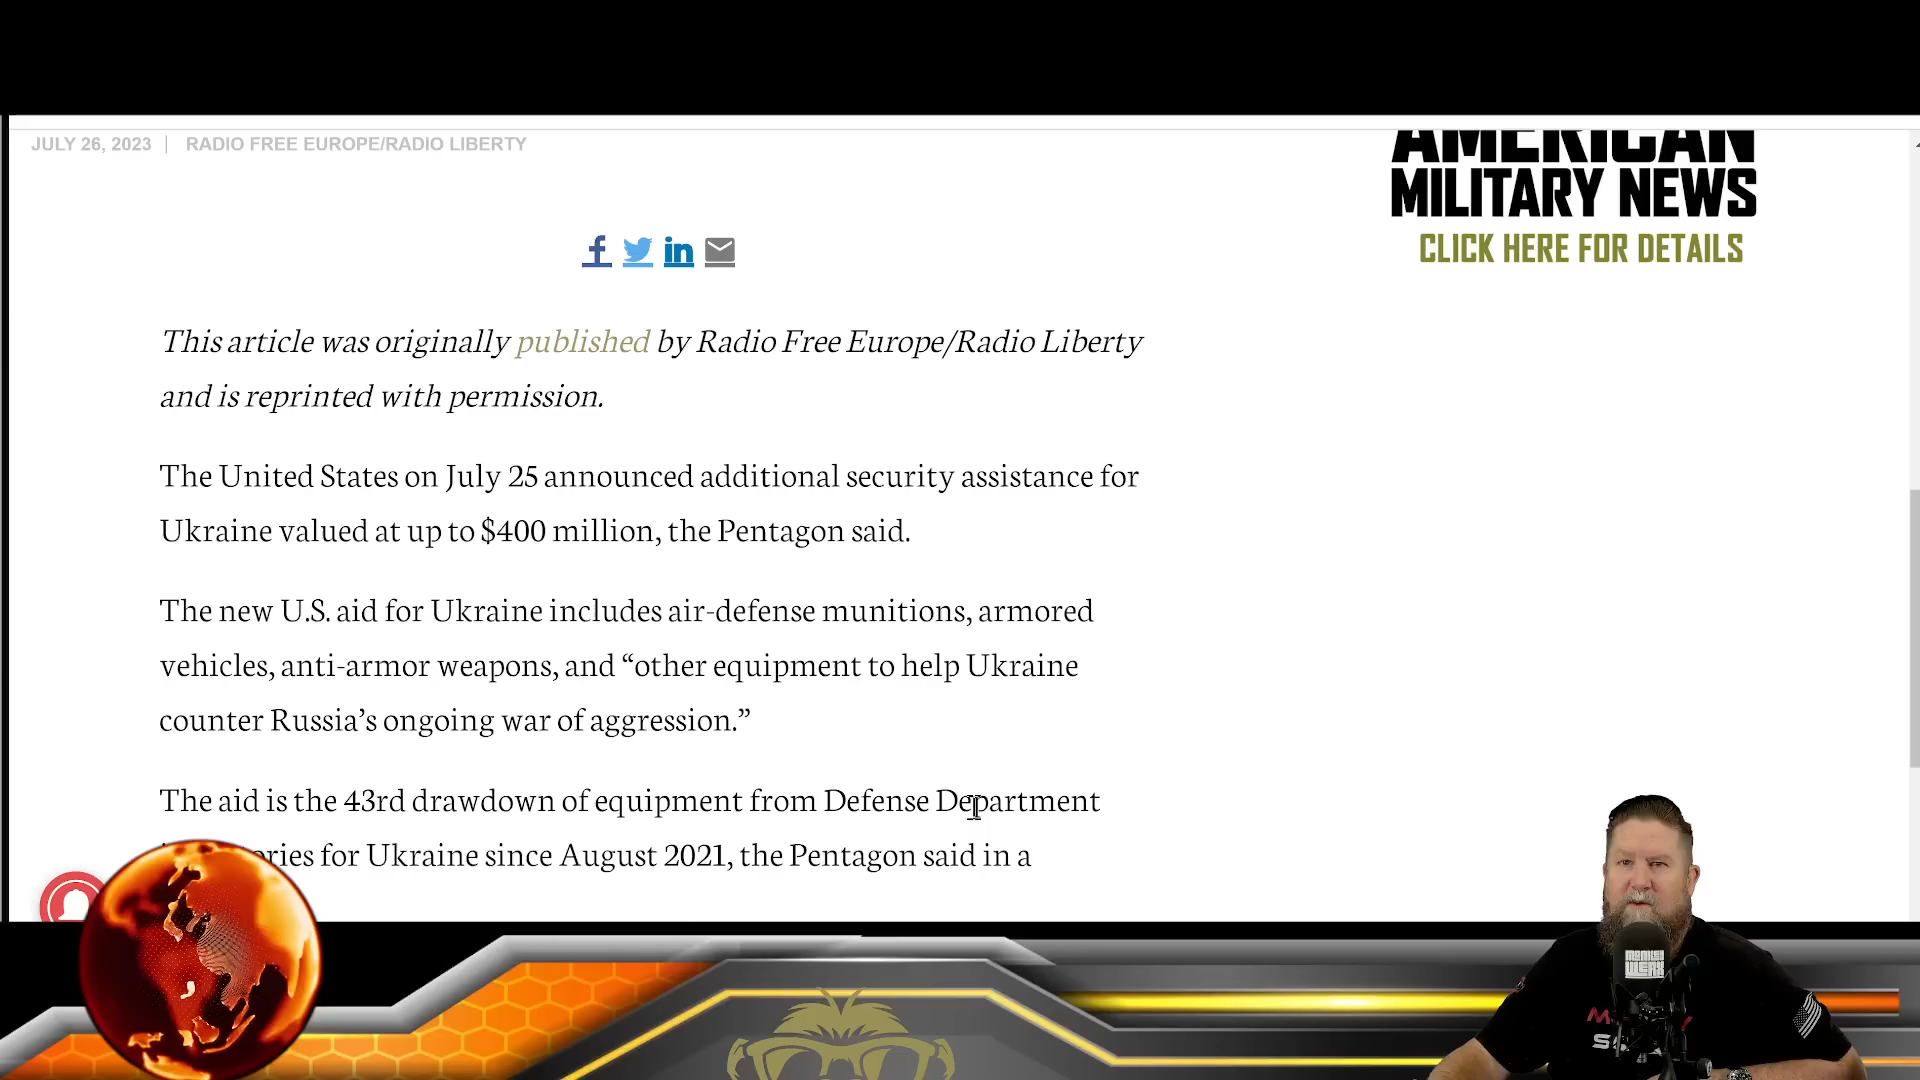 JULY 26, 2023 | RADIO FREE EUROPE/RADIO LIBERTY
AMERICAN
MILITARY NEWS
CLICK HERE FOR DETAILS
This article was originally published by Radio Free Europe/Radio Liberty
and is reprinted with permission.
The United States on July 25 announced additional security assistance for
Ukraine valued at up to $400 million, the Pentagon said.
The new U.S. aid for Ukraine includes air-defense munitions, armored
vehicles, anti-armor weapons, and “other equipment to help Ukraine
counter Russia’s ongoing war of aggression.”
The aid is the 43rd drawdown of equipment from Defense Department
for Ukraine since August 2021, the Pentagon said in a